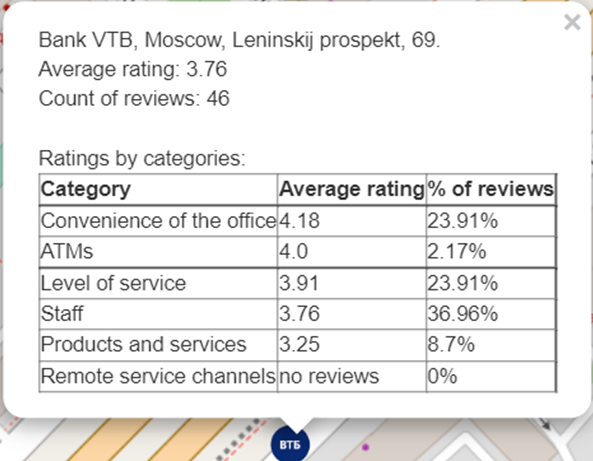 Bank VTB, Moscow, Leninskij prospekt, 69.
Average rating: 3.76
Count of reviews: 46
Ratings by categories:
Category Average rating % of reviews
Convenience of the office 4.18 23.91%
ATMs 4.0 2.17%
Level of service 3.91 23.91%
Staff 3.76 36.96%
Products and services 3.25 8.7%
Remote service channels no reviews 0%
ВТБ